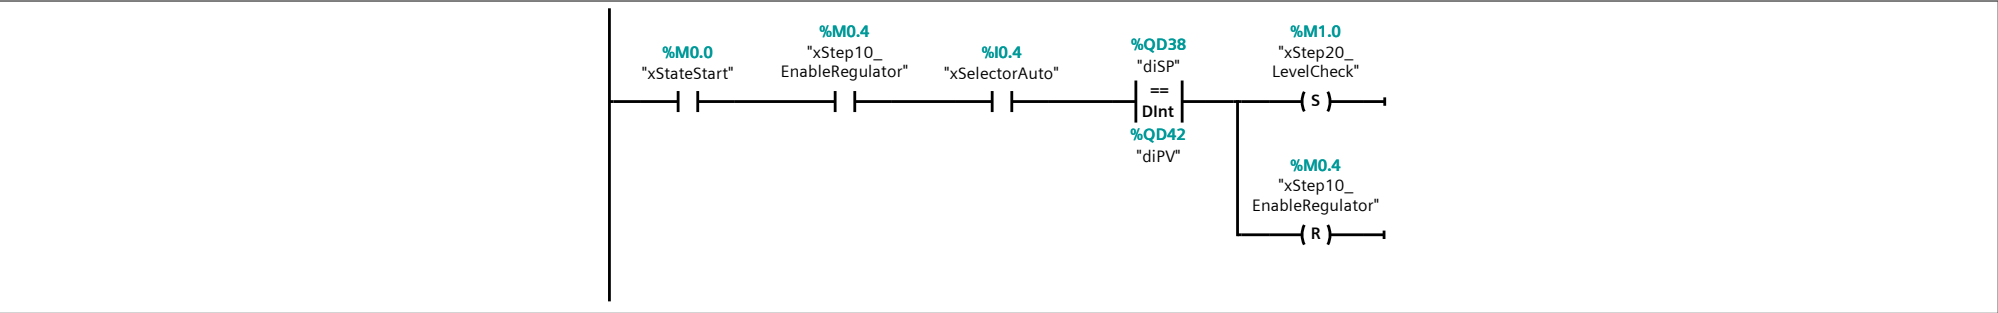 %M0.0
"xStateStart"
%M0.4
"xStep10_
EnableRegulator"
%I0.4
"xSelectorAuto"
%QD38
"diSP"
==
DInt
%QD42
"diPV"
%M1.0
"xStep20_
LevelCheck"
S
%M0.4
"xStep10_
EnableRegulator"
R